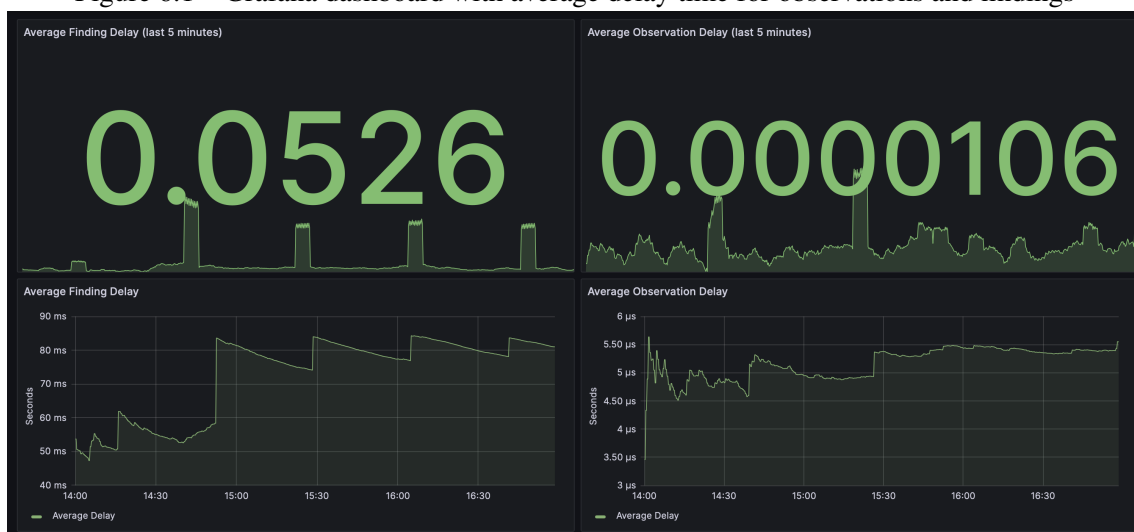 Figure 6.1 – Grafana dashboard with average delay time for observations and findings
Average Finding Delay (last 5 minutes)
0.0526
Average Observation Delay (last 5 minutes)
0.0000106
Average Finding Delay
90 ms
80 ms
70 ms
60 ms
50 ms
40 ms
Seconds
14:00 14:30 15:00 15:30 16:00 16:30
Average Delay
Average Observation Delay
6 µs
5.50 µs
5 µs
4.50 µs
4 µs
3.50 µs
3 µs
Seconds
14:00 14:30 15:00 15:30 16:00 16:30
Average Delay